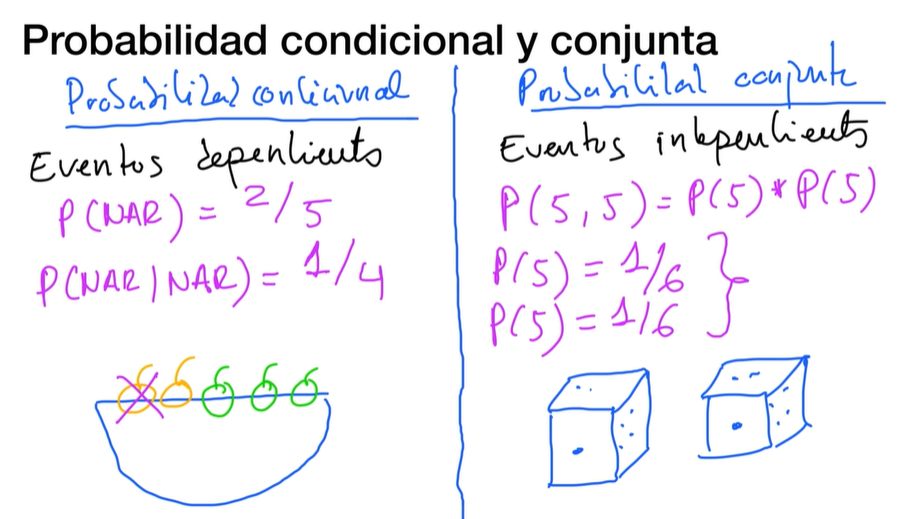 Probabilidad condicional y conjunta
Probabilidad condicional
Eventos dependientes
P(NAR) = 2/5
P(NAR|NAR) = 1/4
Probabilidad conjunta
Eventos independientes
P(5,5) = P(5)*P(5)
P(5) = 1/6
P(5) = 1/6